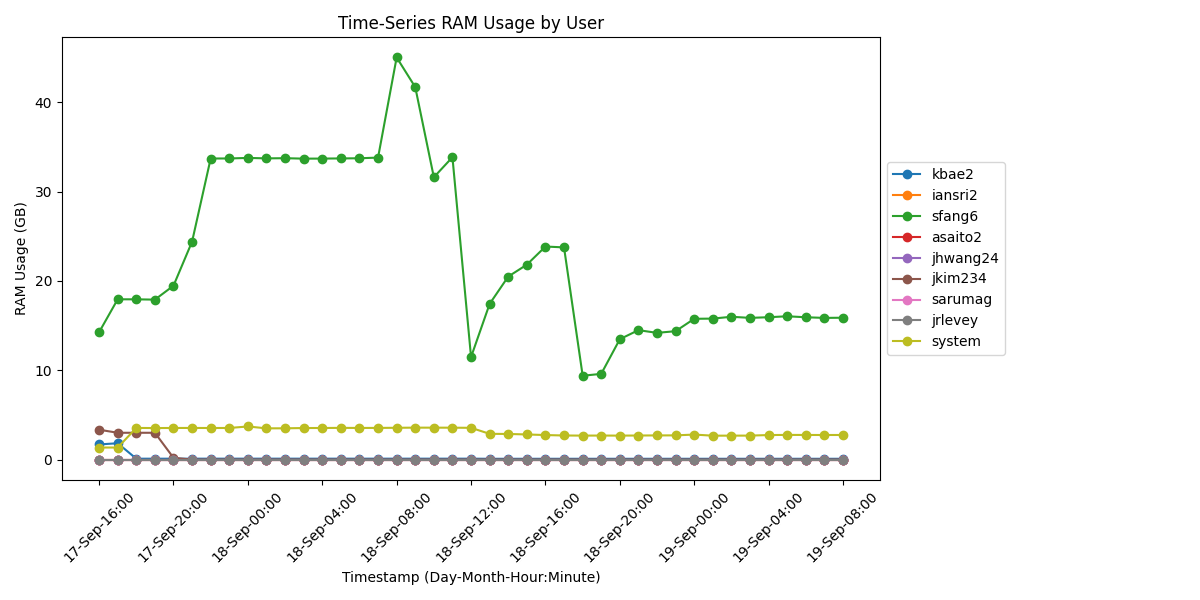 Time-Series RAM Usage by User
RAM Usage (GB)
40
30
20
10
0
17-Sep-16:00
17-Sep-20:00
18-Sep-00:00
18-Sep-04:00
18-Sep-08:00
18-Sep-12:00
18-Sep-16:00
18-Sep-20:00
19-Sep-00:00
19-Sep-04:00
19-Sep-08:00
Timestamp (Day-Month-Hour:Minute)
kbae2
iansri2
sfang6
asaito2
jhwang24
jkim234
sarumag
jrlevey
system